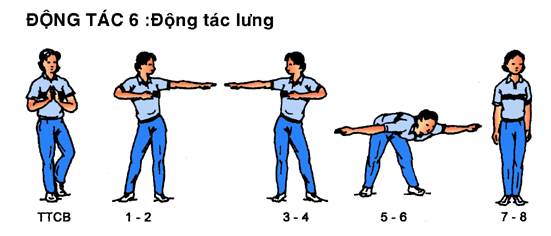 ĐỘNG TÁC 6 :Động tác lưng
TTCB 1 - 2 3 - 4 5 - 6 7 - 8